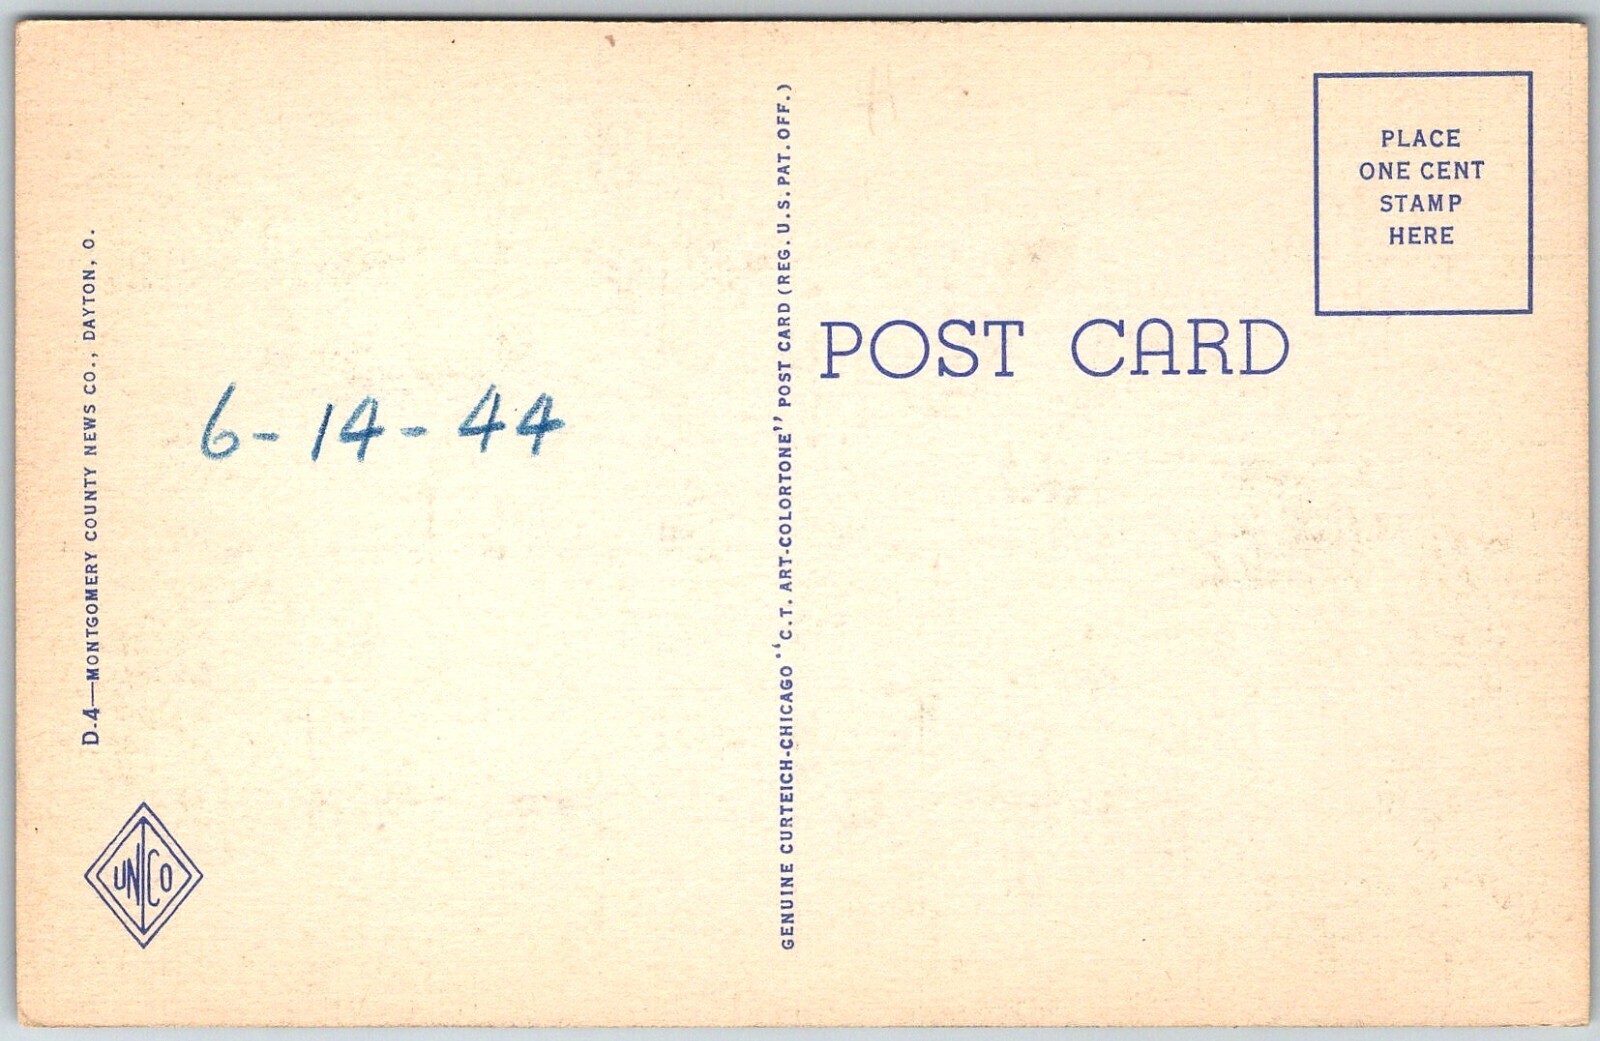 D-4—MONTGOMERY COUNTY NEWS CO., DAYTON, O.
6-14-44
UNCO
GENUINE CURTEICH-CHICAGO "C.T. ART-COLORTONE" POST CARD (REG. U.S. PAT. OFF.)
POST CARD
PLACE
ONE CENT
STAMP
HERE